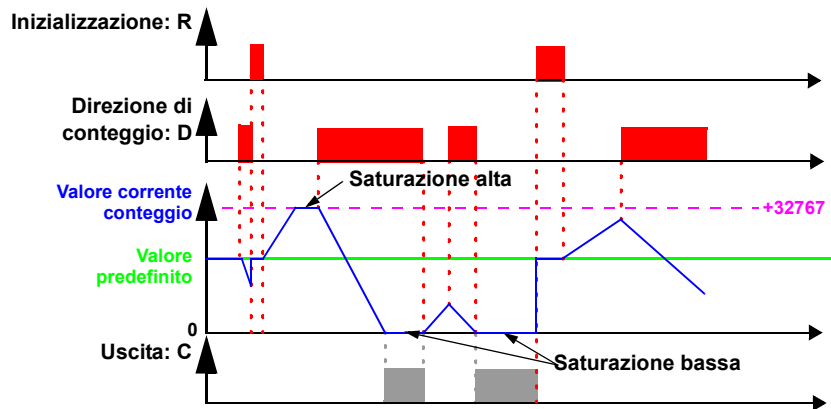 Inizializzazione: R
Direzione di
conteggio: D
Saturazione alta
Valore corrente
conteggio
+32767
Valore
predefinito
0
Uscita: C
Saturazione bassa